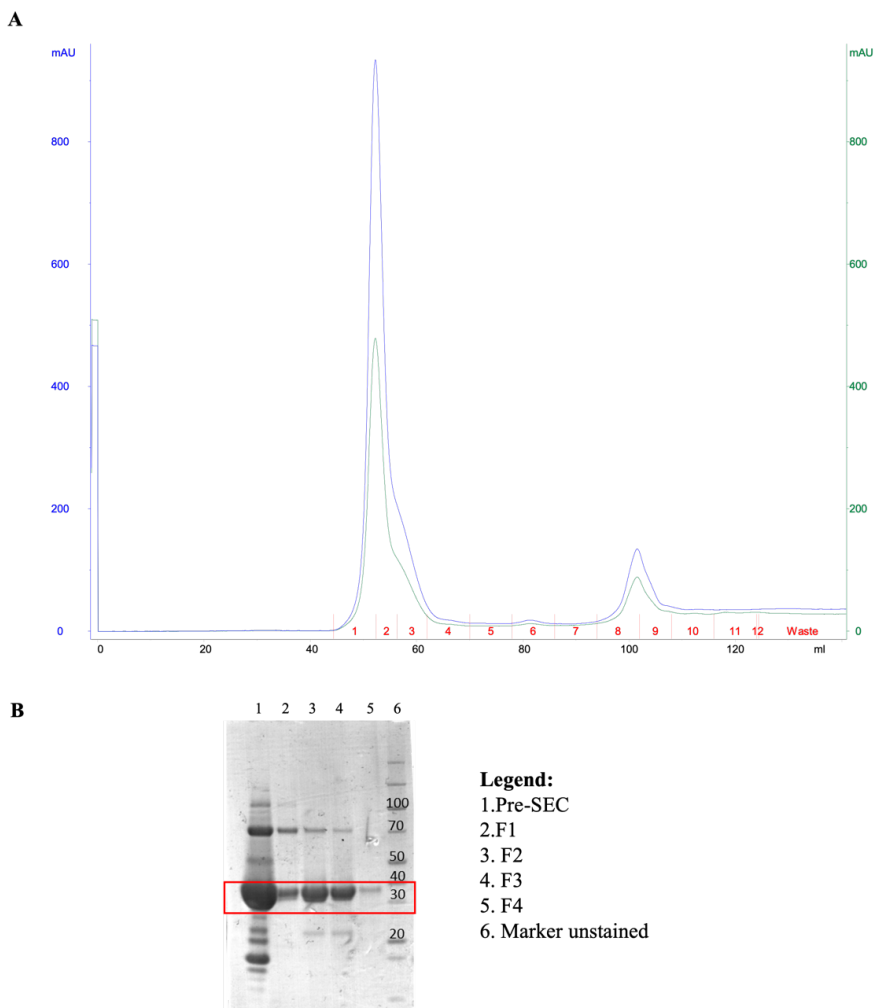 A
mAU mAU
800 800
600 600
400 400
200 200
0 1 2 3 4 5 6 7 8 9 10 11 12 Waste 0
0 20 40 60 80 100 120 ml
B
1 2 3 4 5 6
100
70
50
40
30
20
Legend:
1.Pre-SEC
2.F1
3. F2
4. F3
5. F4
6. Marker unstained